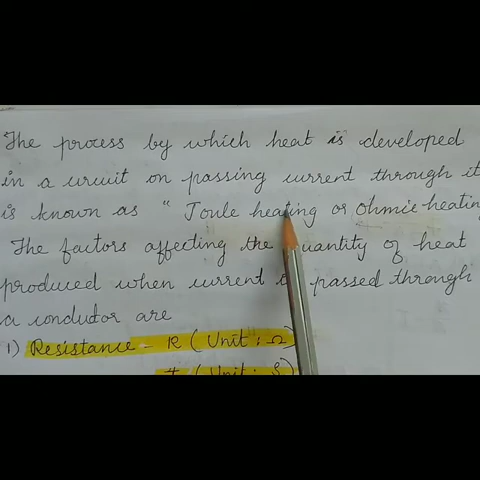 The process by which heat is developed
in a circuit on passing current through it
is known as " Joule heating or Ohmic heating
The factors affecting the quantity of heat
produced when current is passed through
a condutor are
1) Resistance - R (Unit : Ω)
(Unit : S)